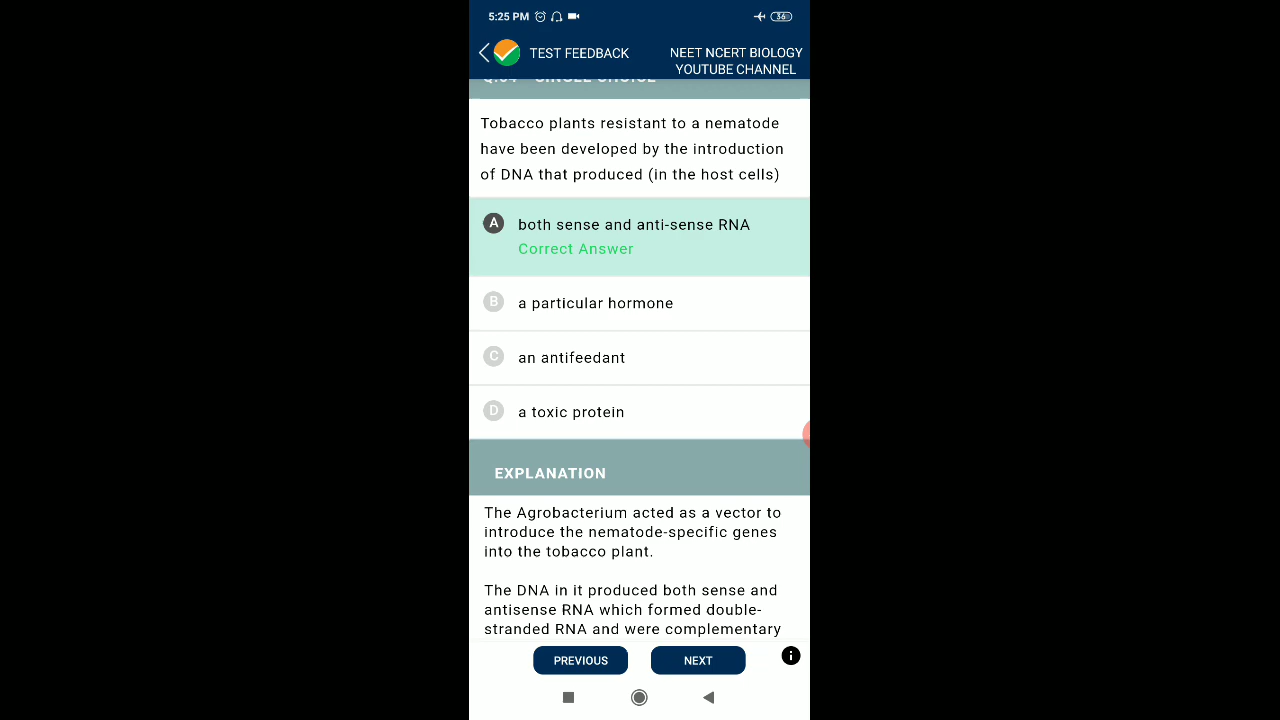 5:25 PM
36
TEST FEEDBACK
NEET NCERT BIOLOGY
YOUTUBE CHANNEL
SINGLE CHOICE
Tobacco plants resistant to a nematode
have been developed by the introduction
of DNA that produced (in the host cells)
A both sense and anti-sense RNA
Correct Answer
B a particular hormone
C an antifeedant
D a toxic protein
EXPLANATION
The Agrobacterium acted as a vector to
introduce the nematode-specific genes
into the tobacco plant.
The DNA in it produced both sense and
antisense RNA which formed double-
stranded RNA and were complementary
PREVIOUS
NEXT